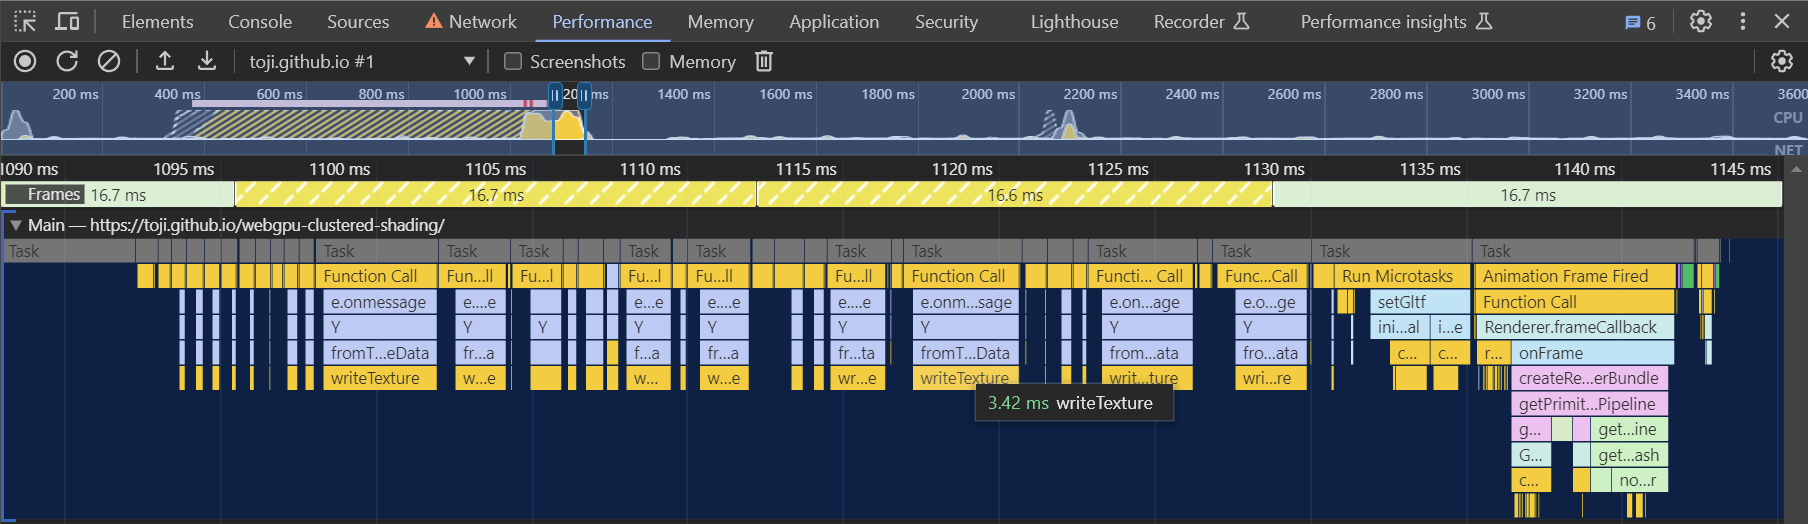 Elements Console Sources Network Performance Memory Application Security Lighthouse Recorder Performance insights 6
toji.github.io #1 Screenshots Memory
200 ms 400 ms 600 ms 800 ms 1000 ms 1400 ms 1600 ms 1800 ms 2000 ms 2200 ms 2400 ms 2600 ms 2800 ms 3000 ms 3200 ms 3400 ms 3600
CPU
NET
1090 ms 1095 ms 1100 ms 1105 ms 1110 ms 1115 ms 1120 ms 1125 ms 1130 ms 1135 ms 1140 ms 1145 ms
Frames 16.7 ms 16.7 ms 16.6 ms 16.7 ms
Main — https://toji.github.io/webgpu-clustered-shading/
Task Task Task Task Task Task Task Task Task Task Task Task
Function Call Fun...ll Fu...l Fu...l Fu...ll Fu...ll Function Call Functi... Call Func...Call Run Microtasks Animation Frame Fired
e.onmessage e....e e...e e....e e....e e.onm...sage e.on...age e.o...ge setGltf Function Call
Y Y Y Y Y Y Y Y Y ini...al i...e Renderer.frameCallback
fromT...eData fr...a f...a fr...a fr...ta fromT...Data from...ata fro...ata c... c... r... onFrame
writeTexture w...e w... w...e wr...e writeTexture writ...ture wri...re createRe...erBundle
3.42 ms writeTexture
getPrimit...Pipeline
g... get...ine
G... get...ash
c... no...r